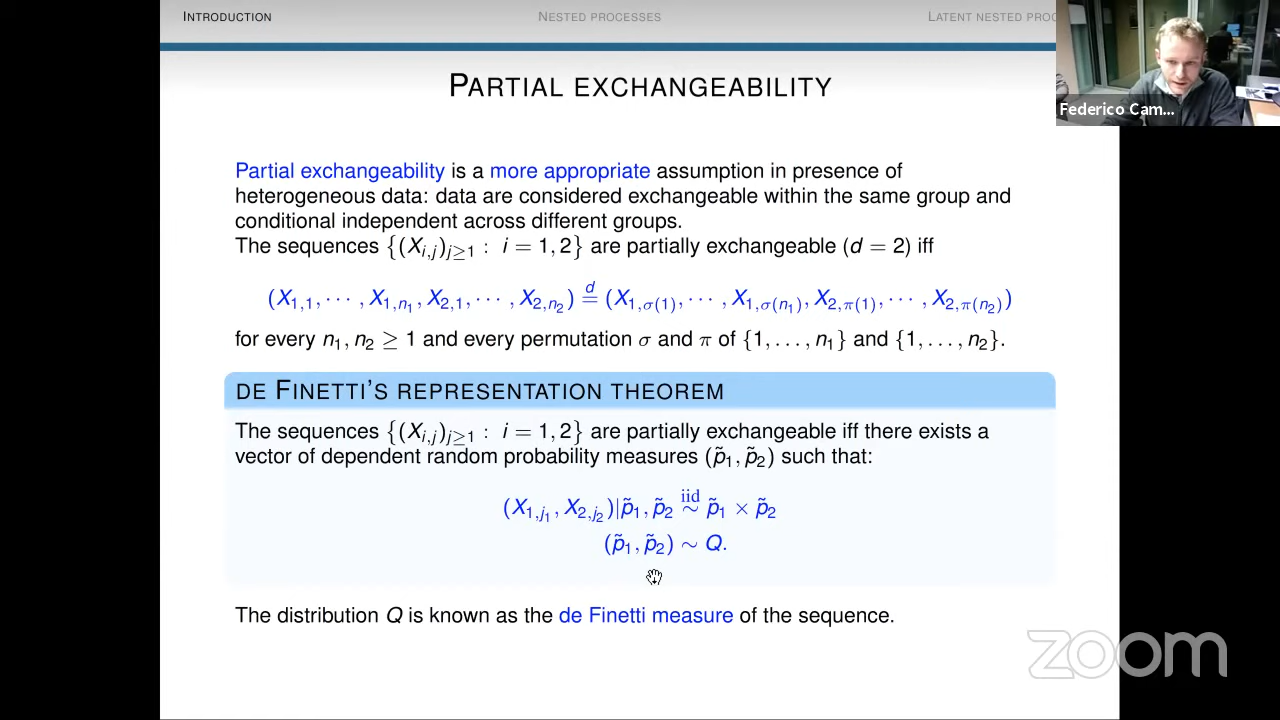 INTRODUCTION
NESTED PROCESSES
LATENT NESTED PROC
Federico Cam...
PARTIAL EXCHANGEABILITY
Partial exchangeability is a more appropriate assumption in presence of
heterogeneous data: data are considered exchangeable within the same group and
conditional independent across different groups.
The sequences {(X_{i,j})_{j≥1} : i = 1, 2} are partially exchangeable (d = 2) iff
(X_{1,1}, ⋯ , X_{1,n_1}, X_{2,1}, ⋯ , X_{2,n_2}) \stackrel{d}{=} (X_{1,σ(1)}, ⋯ , X_{1,σ(n_1)}, X_{2,π(1)}, ⋯ , X_{2,π(n_2)})
for every n_1, n_2 ≥ 1 and every permutation σ and π of {1, . . . , n_1} and {1, . . . , n_2}.
DE FINETTI'S REPRESENTATION THEOREM
The sequences {(X_{i,j})_{j≥1} : i = 1, 2} are partially exchangeable iff there exists a
vector of dependent random probability measures (p̃_1, p̃_2) such that:
(X_{1,j_1}, X_{2,j_2})|p̃_1, p̃_2 \stackrel{iid}{∼} p̃_1 × p̃_2
(p̃_1, p̃_2) ∼ Q.
The distribution Q is known as the de Finetti measure of the sequence.
zoom